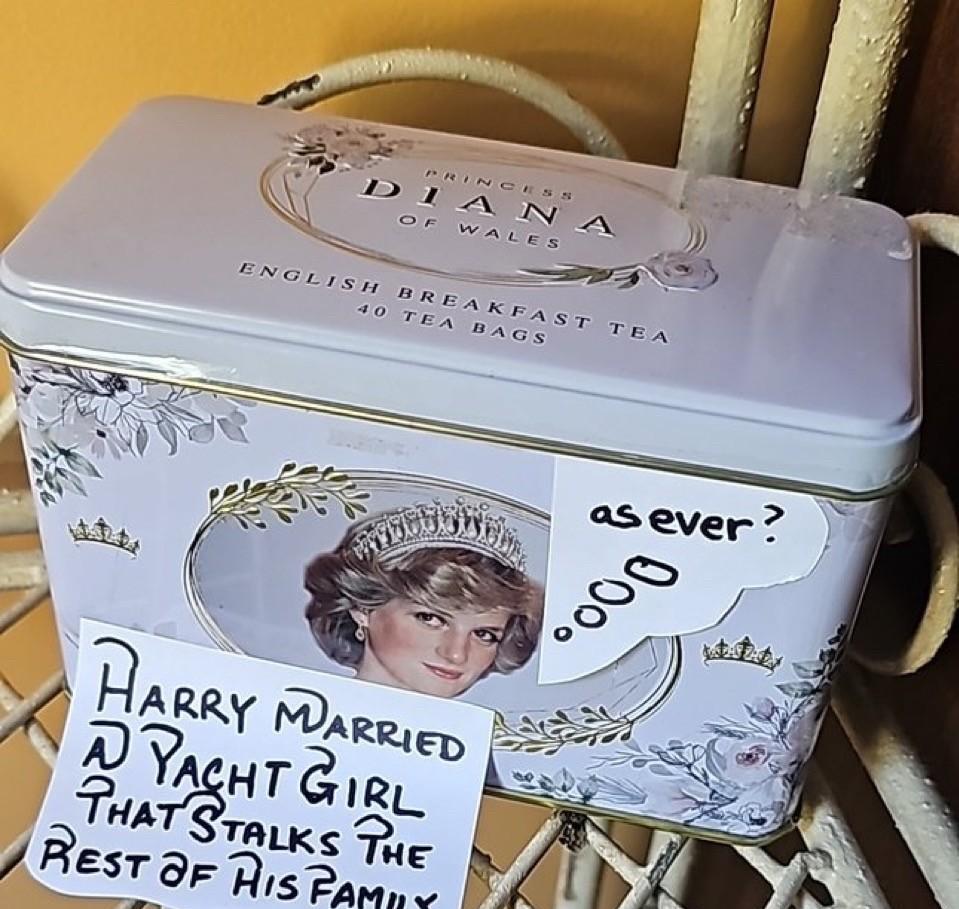 PRINCESS
DIANA
OF WALES
ENGLISH BREAKFAST TEA
40 TEA BAGS
as ever?
HARRY MARRIED
A YACHT GIRL
THAT STALKS THE
REST OF HIS FAMILY